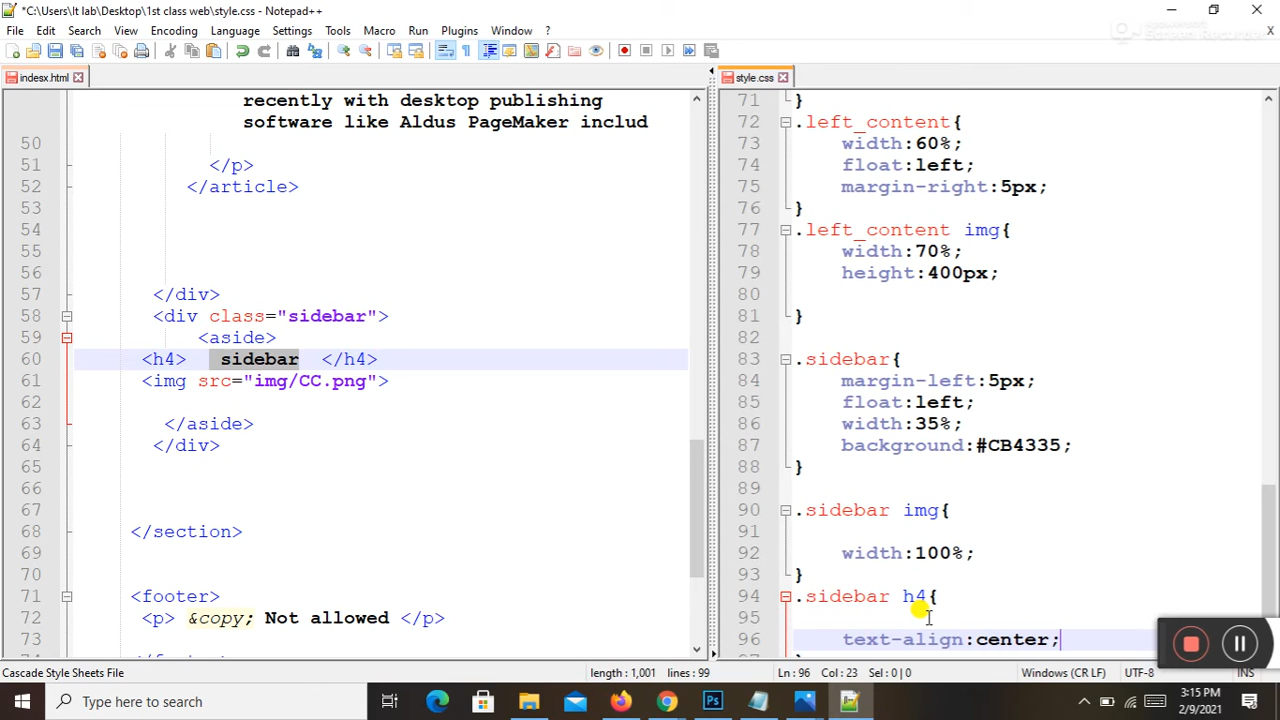 *C:\Users\It lab\Desktop\1st class web\style.css - Notepad++
File Edit Search View Encoding Language Settings Tools Macro Run Plugins Window ? X
indesx.html
style.css
recently with desktop publishing
software like Aldus PageMaker includ
50
51 </p>
52 </article>
53
54
55
56
57 </div>
58 <div class="sidebar">
59 <aside>
60 <h4> sidebar </h4>
61 <img src="img/CC.png">
62
63 </aside>
64 </div>
65
66
67
68 </section>
69
70
71 <footer>
72 <p> &copy; Not allowed </p>
73
71 }
72 .left_content{
73 width:60%;
74 float:left;
75 margin-right:5px;
76 }
77 .left_content img{
78 width:70%;
79 height:400px;
80
81 }
82
83 .sidebar{
84 margin-left:5px;
85 float:left;
86 width:35%;
87 background:#CB4335;
88 }
89
90 .sidebar img{
91
92 width:100%;
93 }
94 .sidebar h4{
95
96 text-align:center;
Cascade Style Sheets File length : 1,001 lines : 99 Ln : 96 Col : 23 Sel : 0 | 0 Windows (CR LF) UTF-8 INS
Type here to search
3:15 PM
2/9/2021